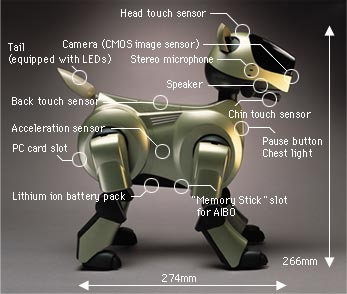 Head touch sensor
Tail
(equipped with LEDs)
Camera (CMOS image sensor)
Stereo microphone
Speaker
Back touch sensor
Chin touch sensor
Acceleration sensor
Pause button
Chest light
PC card slot
Lithium ion battery pack
"Memory Stick" slot
for AIBO
266mm
274mm